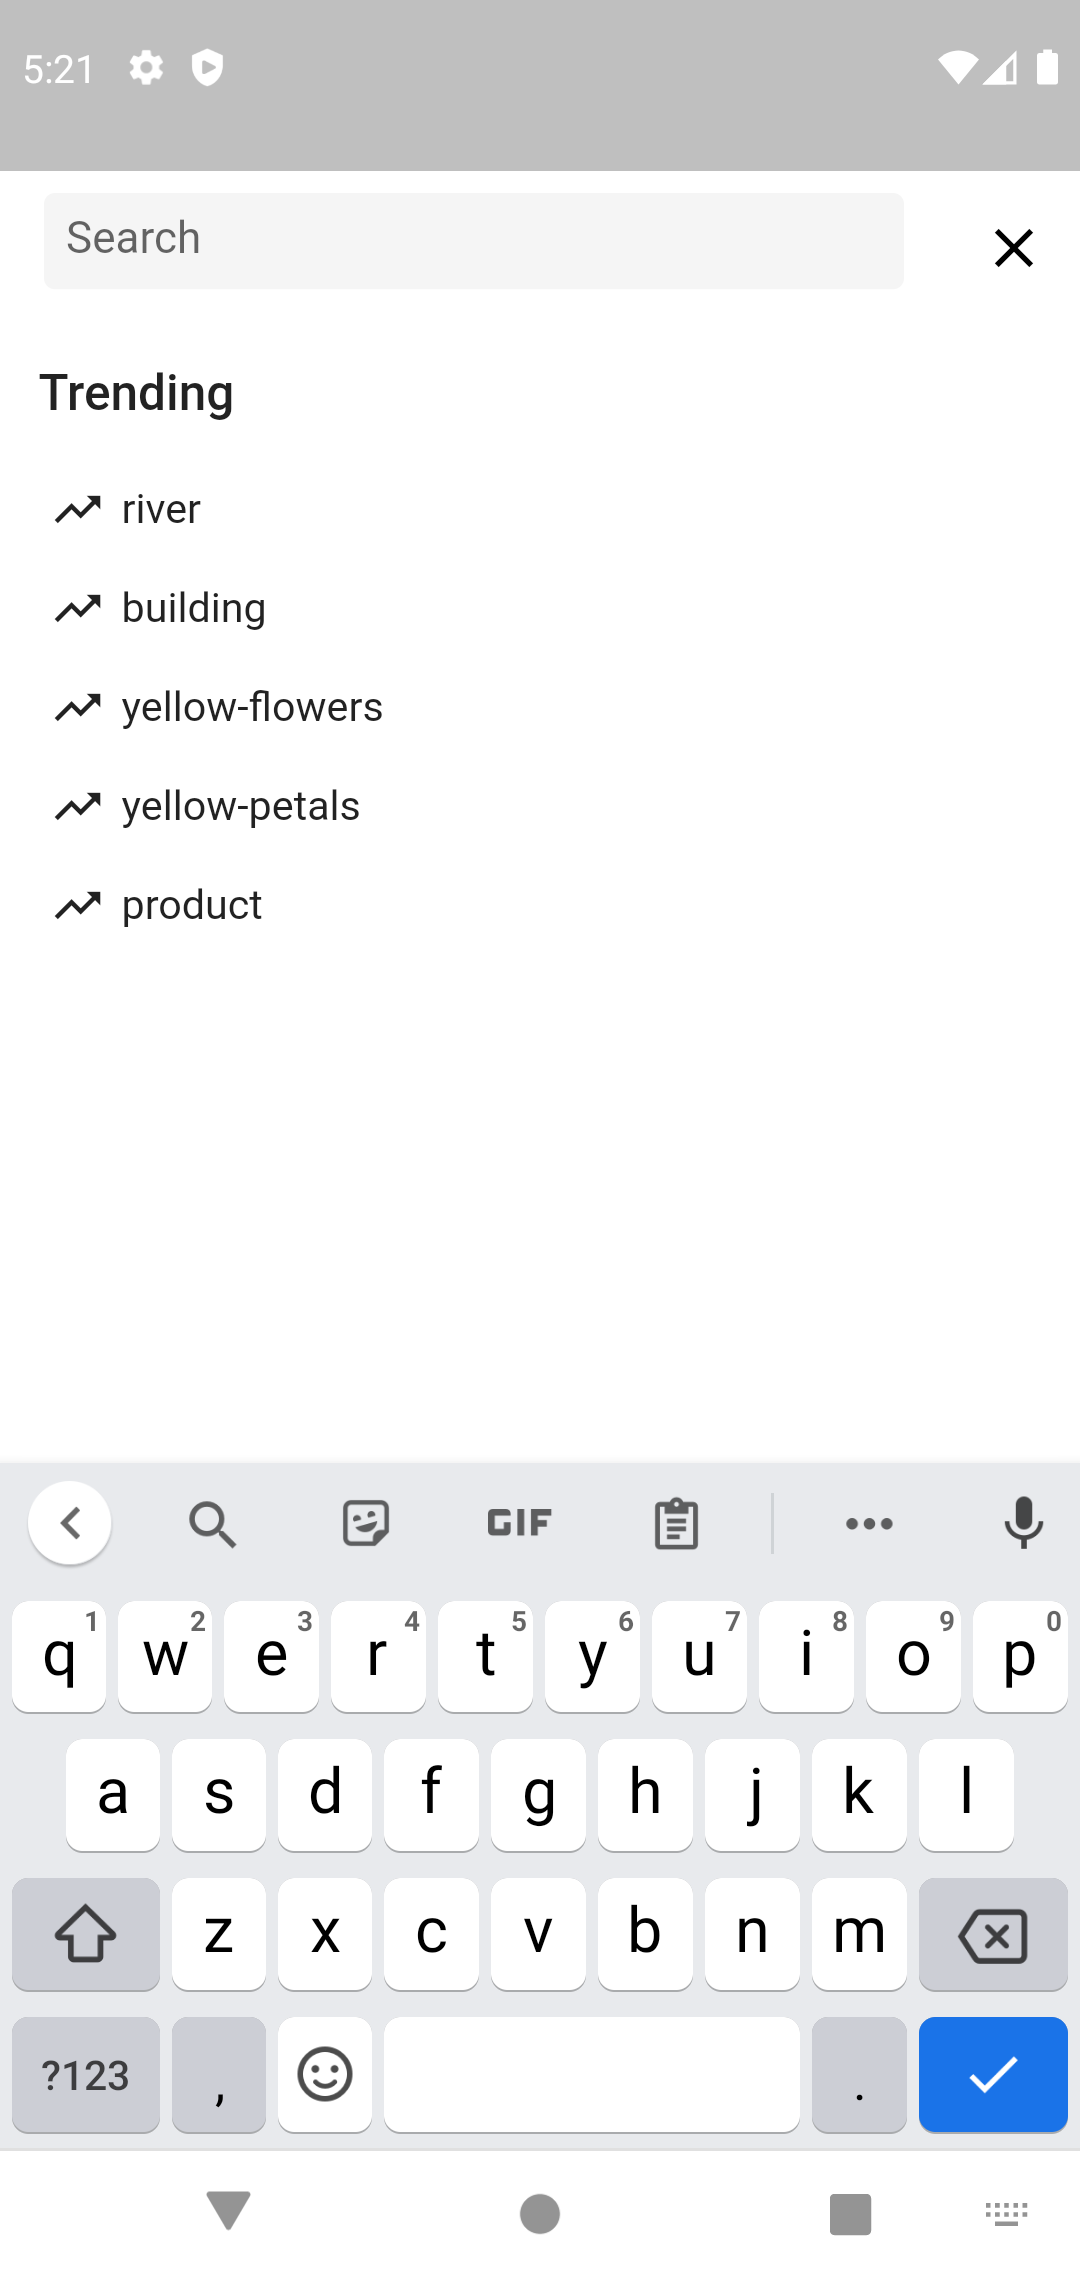 5:21
Search
Trending
river
building
yellow-flowers
yellow-petals
product
GIF
q 1 w 2 e 3 r 4 t 5 y 6 u 7 i 8 o 9 p 0
a s d f g h j k l
z x c v b n m
?123 , .